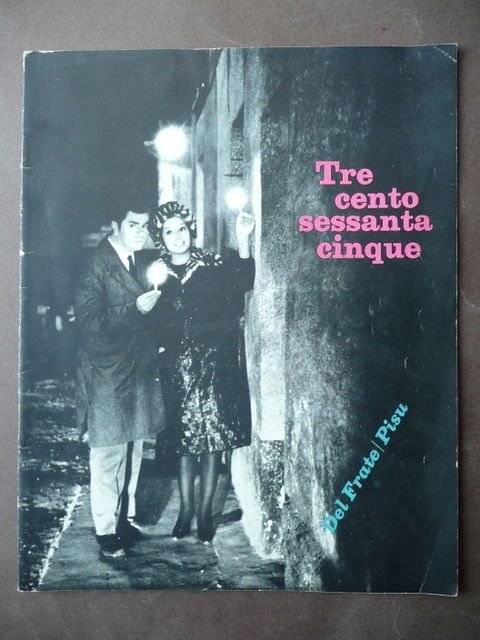 Tre
cento
sessanta
cinque
Del Frate/Pisu